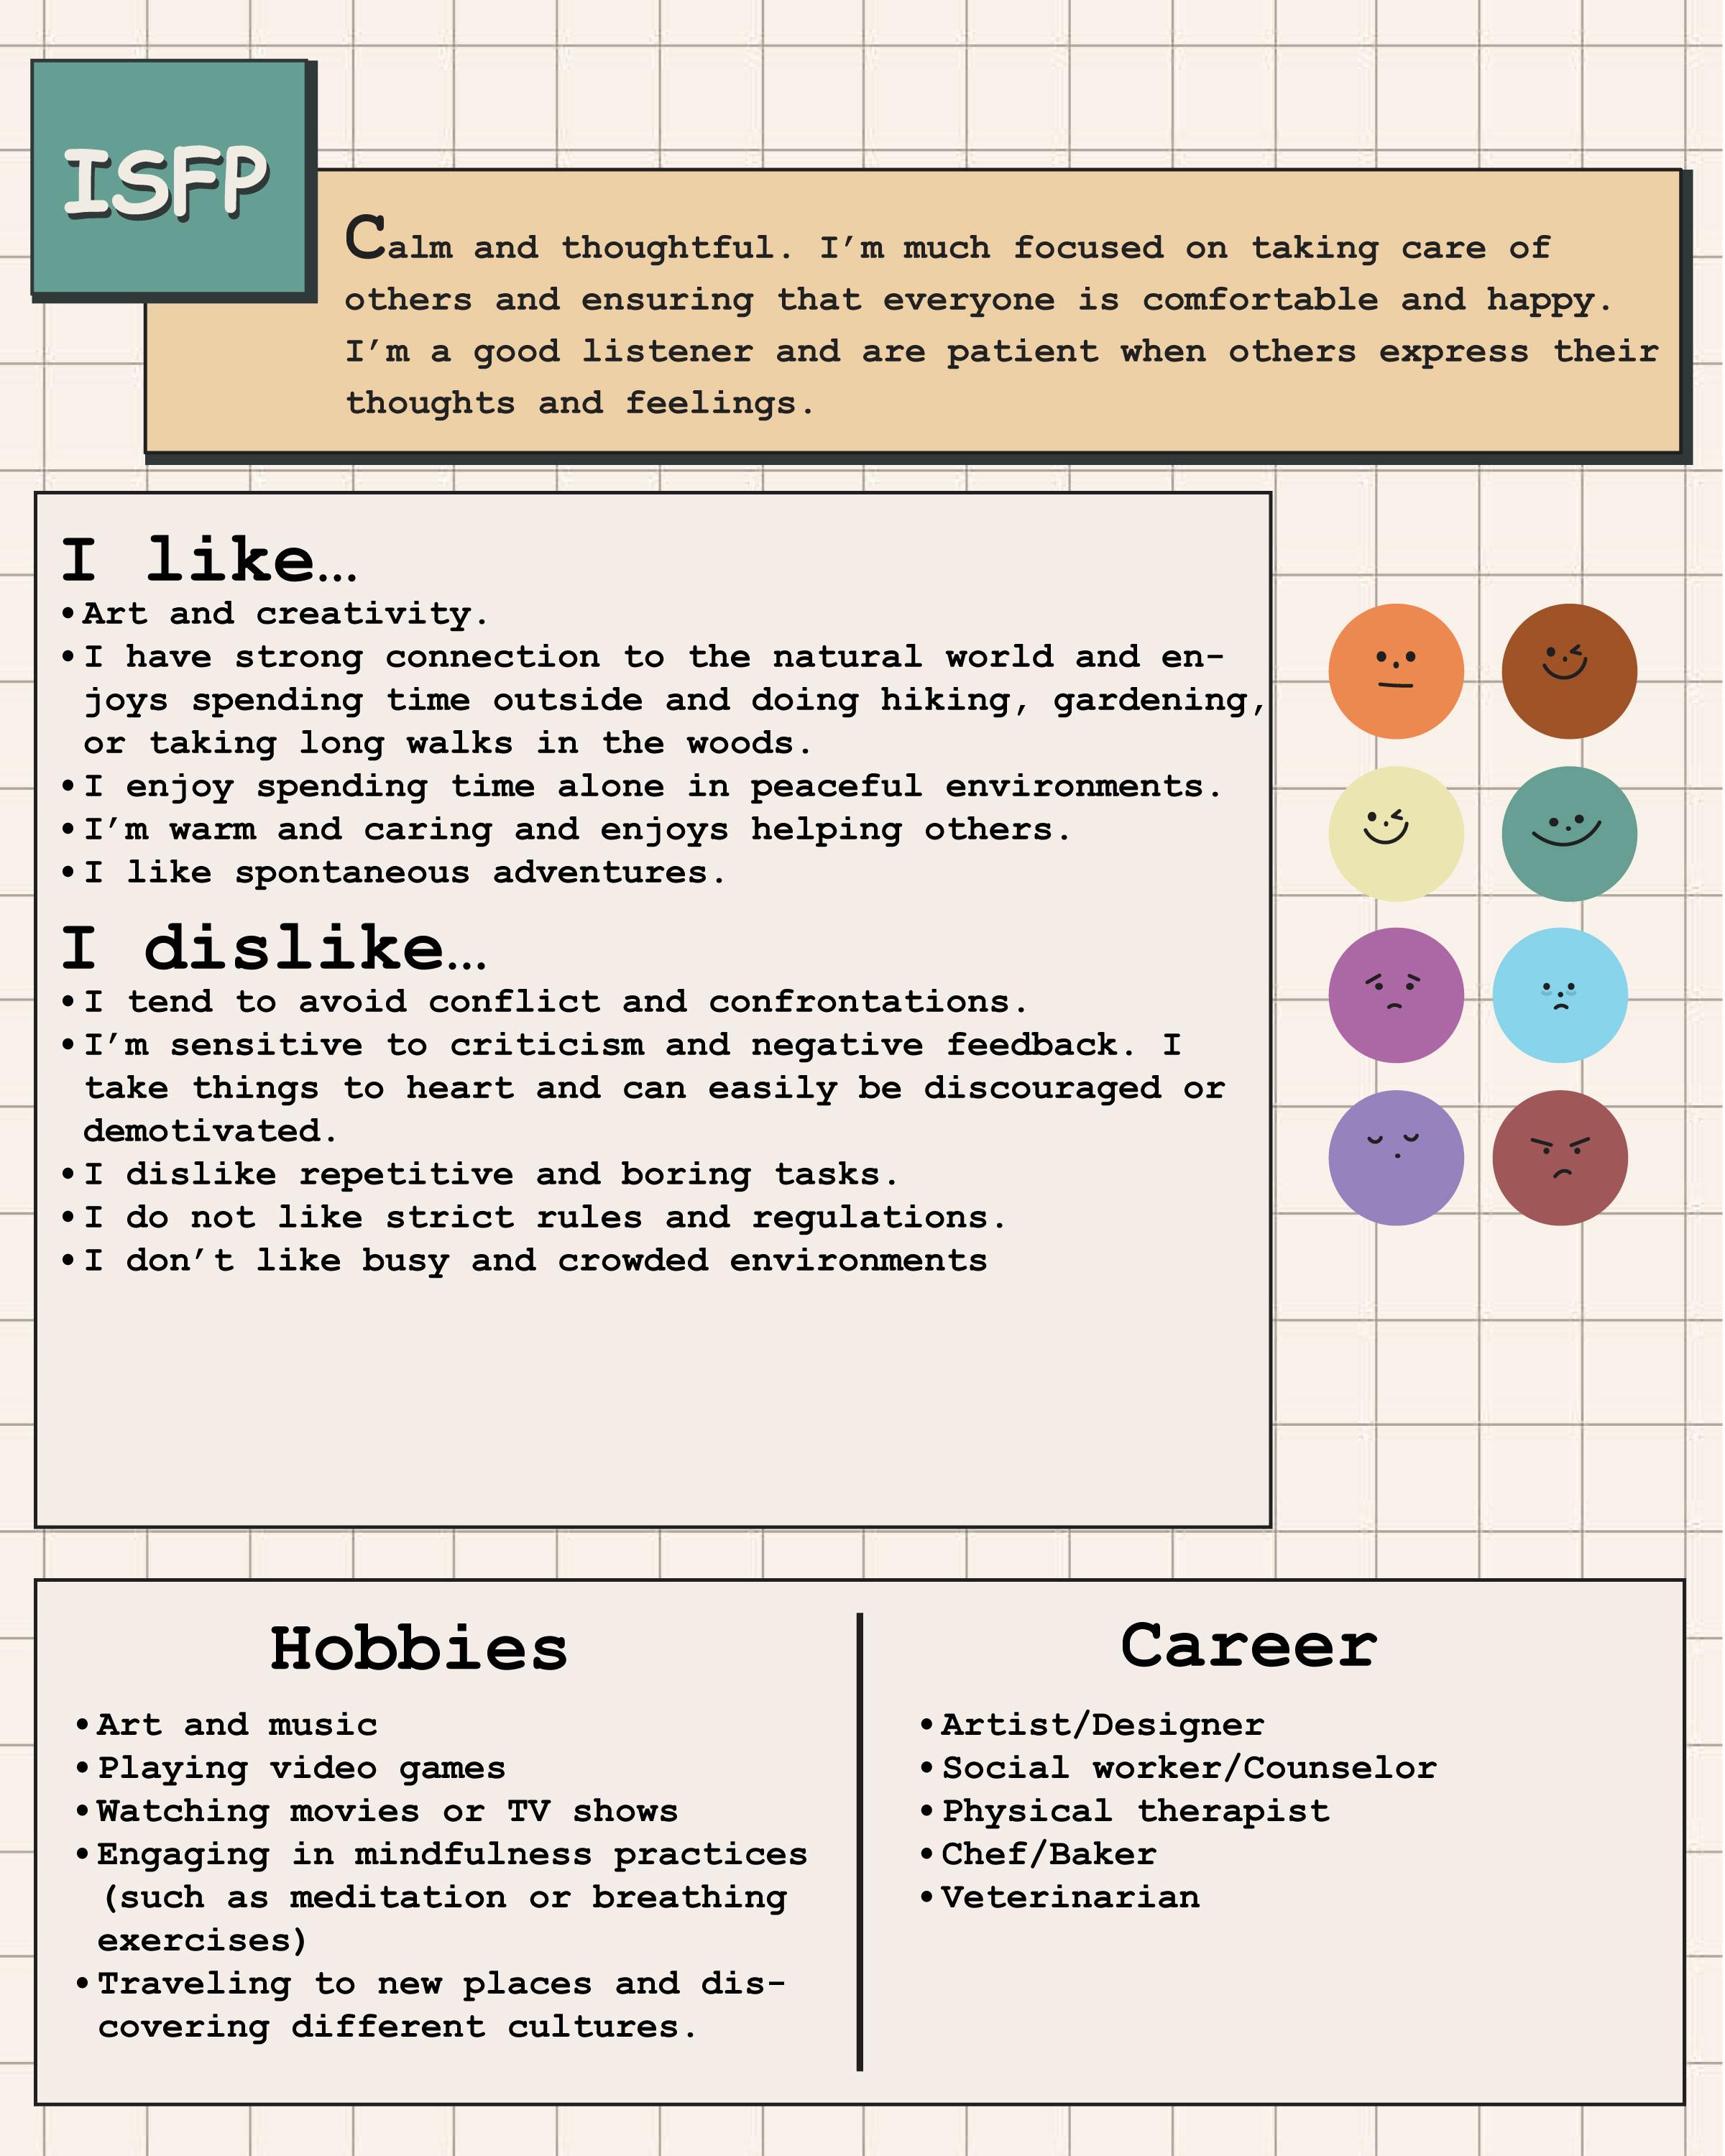 ISFP
Calm and thoughtful. I’m much focused on taking care of
others and ensuring that everyone is comfortable and happy.
I’m a good listener and are patient when others express their
thoughts and feelings.
I like…
•Art and creativity.
•I have strong connection to the natural world and en-
joys spending time outside and doing hiking, gardening,
or taking long walks in the woods.
•I enjoy spending time alone in peaceful environments.
•I’m warm and caring and enjoys helping others.
•I like spontaneous adventures.
I dislike…
•I tend to avoid conflict and confrontations.
•I’m sensitive to criticism and negative feedback. I
take things to heart and can easily be discouraged or
demotivated.
•I dislike repetitive and boring tasks.
•I do not like strict rules and regulations.
•I don’t like busy and crowded environments
Hobbies
•Art and music
•Playing video games
•Watching movies or TV shows
•Engaging in mindfulness practices
(such as meditation or breathing
exercises)
•Traveling to new places and dis-
covering different cultures.
Career
•Artist/Designer
•Social worker/Counselor
•Physical therapist
•Chef/Baker
•Veterinarian